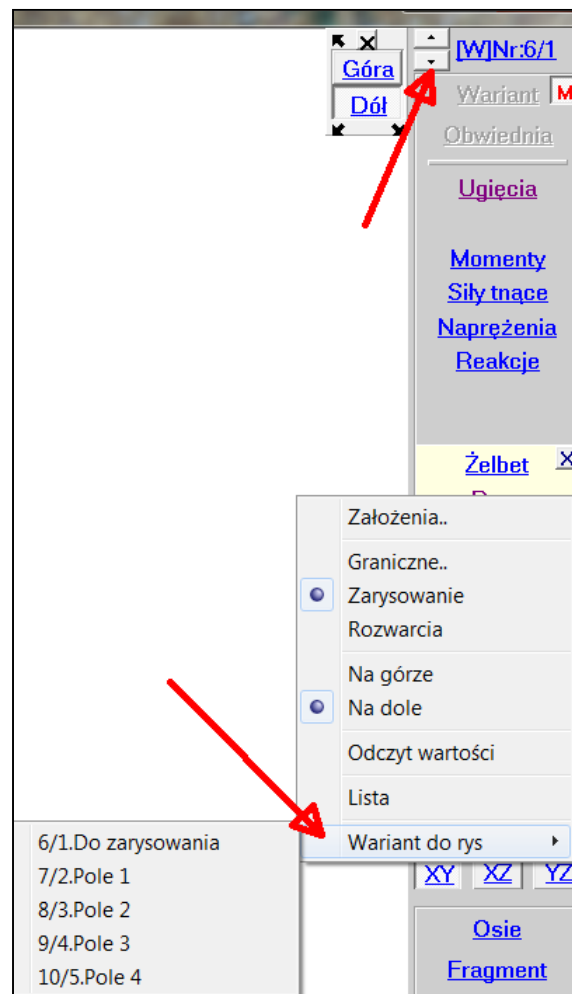 [W]Nr:6/1
Góra
Dół
Wariant M
Obwiednia
Ugięcia
Momenty
Siły tnące
Naprężenia
Reakcje
Żelbet X
Założenia..
Graniczne..
Zarysowanie
Rozwarcia
Na górze
Na dole
Odczyt wartości
Lista
Wariant do rys
6/1.Do zarysowania
7/2.Pole 1
8/3.Pole 2
9/4.Pole 3
10/5.Pole 4
XY XZ YZ
Osie
Fragment